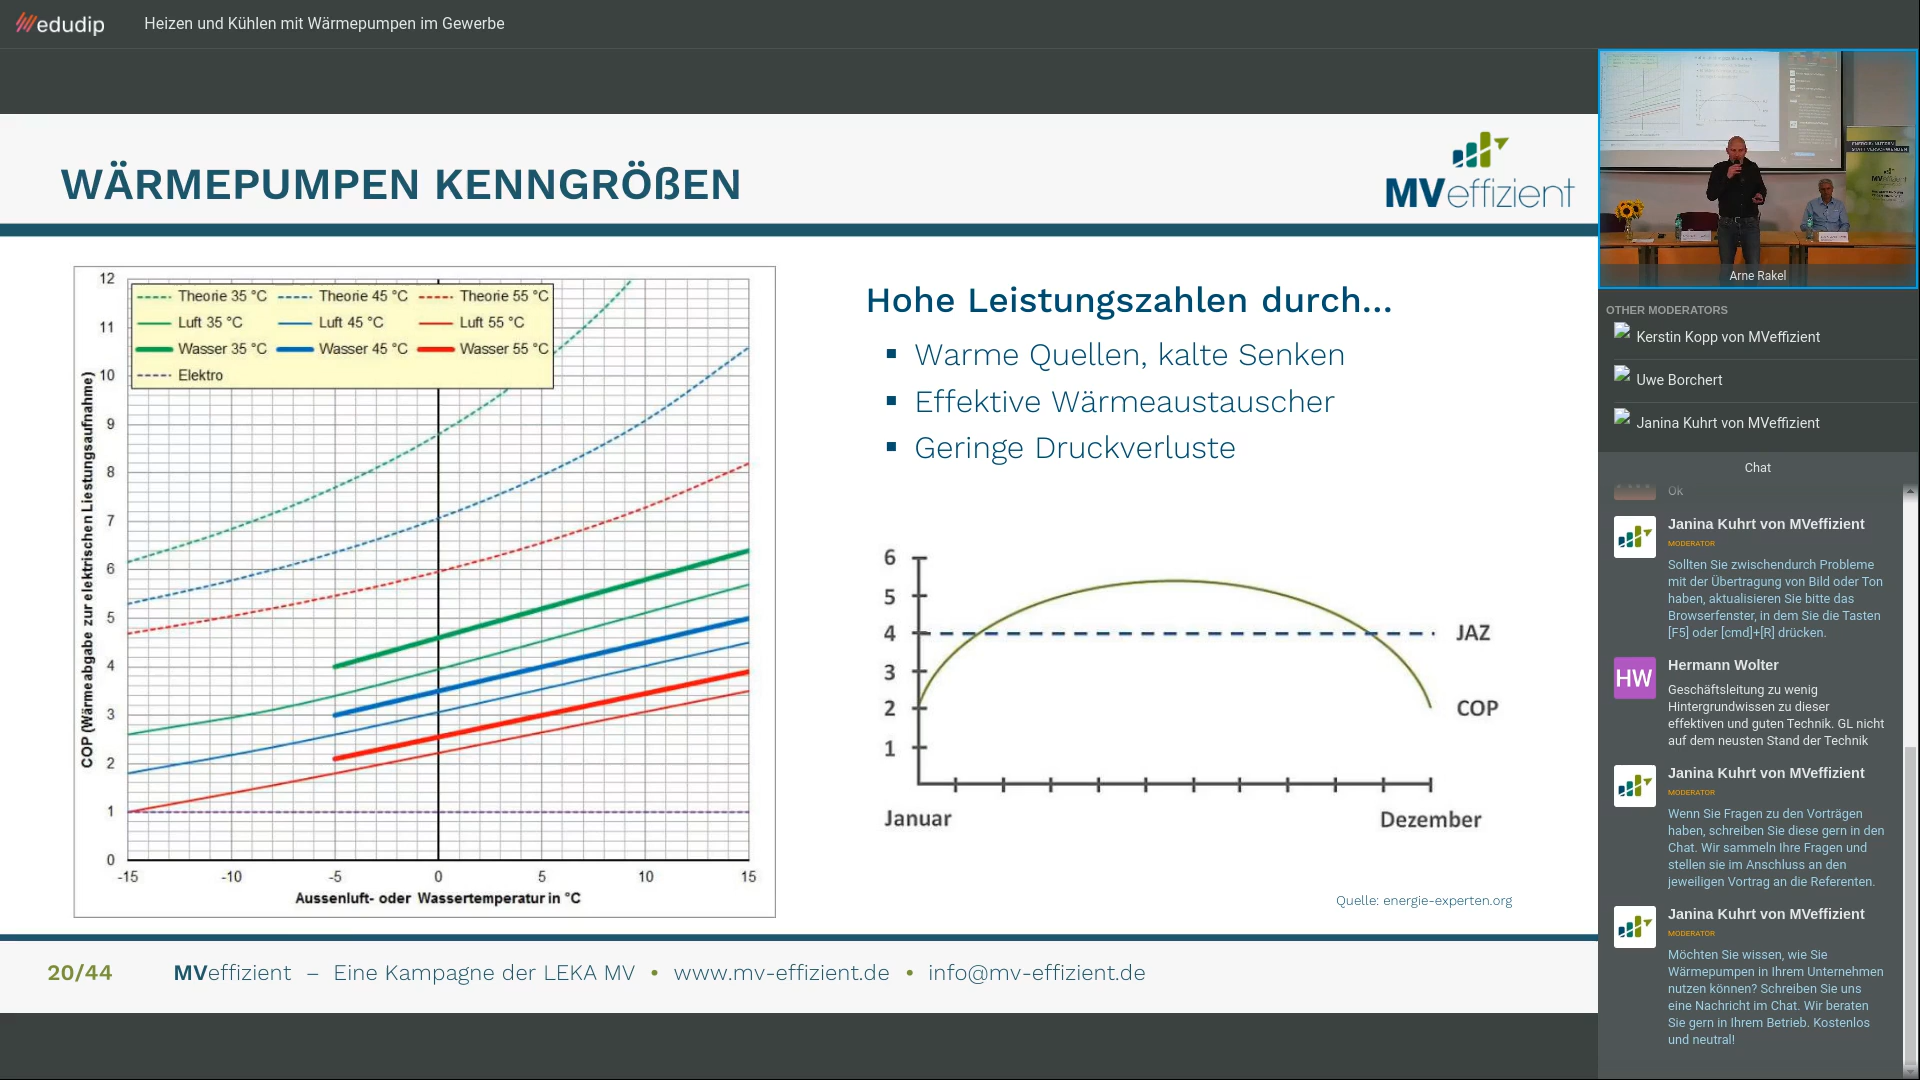 edudip
Heizen und Kühlen mit Wärmepumpen im Gewerbe
WÄRMEPUMPEN KENNGRÖßEN
MVeffizient
12
11
10
9
8
7
6
5
4
3
2
1
0
Theorie 35 °C Theorie 45 °C Theorie 55 °C
Luft 35 °C Luft 45 °C Luft 55 °C
Wasser 35 °C Wasser 45 °C Wasser 55 °C
Elektro
COP (Wärmeabgabe zur elektrischen Liestungsaufnahme)
-15 -10 -5 0 5 10 15
Aussenluft- oder Wassertemperatur in °C
Hohe Leistungszahlen durch...
Warme Quellen, kalte Senken
Effektive Wärmeaustauscher
Geringe Druckverluste
6
5
4
3
2
1
JAZ
COP
Januar Dezember
Quelle: energie-experten.org
20/44 MVeffizient – Eine Kampagne der LEKA MV • www.mv-effizient.de • info@mv-effizient.de
Arne Rakel
OTHER MODERATORS
Kerstin Kopp von MVeffizient
Uwe Borchert
Janina Kuhrt von MVeffizient
Chat
Ok
Janina Kuhrt von MVeffizient
MODERATOR
Sollten Sie zwischendurch Probleme
mit der Übertragung von Bild oder Ton
haben, aktualisieren Sie bitte das
Browserfenster, in dem Sie die Tasten
[F5] oder [cmd]+[R] drücken.
HW
Hermann Wolter
Geschäftsleitung zu wenig
Hintergrundwissen zu dieser
effektiven und guten Technik. GL nicht
auf dem neusten Stand der Technik
Janina Kuhrt von MVeffizient
MODERATOR
Wenn Sie Fragen zu den Vorträgen
haben, schreiben Sie diese gern in den
Chat. Wir sammeln Ihre Fragen und
stellen sie im Anschluss an den
jeweiligen Vortrag an die Referenten.
Janina Kuhrt von MVeffizient
MODERATOR
Möchten Sie wissen, wie Sie
Wärmepumpen in Ihrem Unternehmen
nutzen können? Schreiben Sie uns
eine Nachricht im Chat. Wir beraten
Sie gern in Ihrem Betrieb. Kostenlos
und neutral!